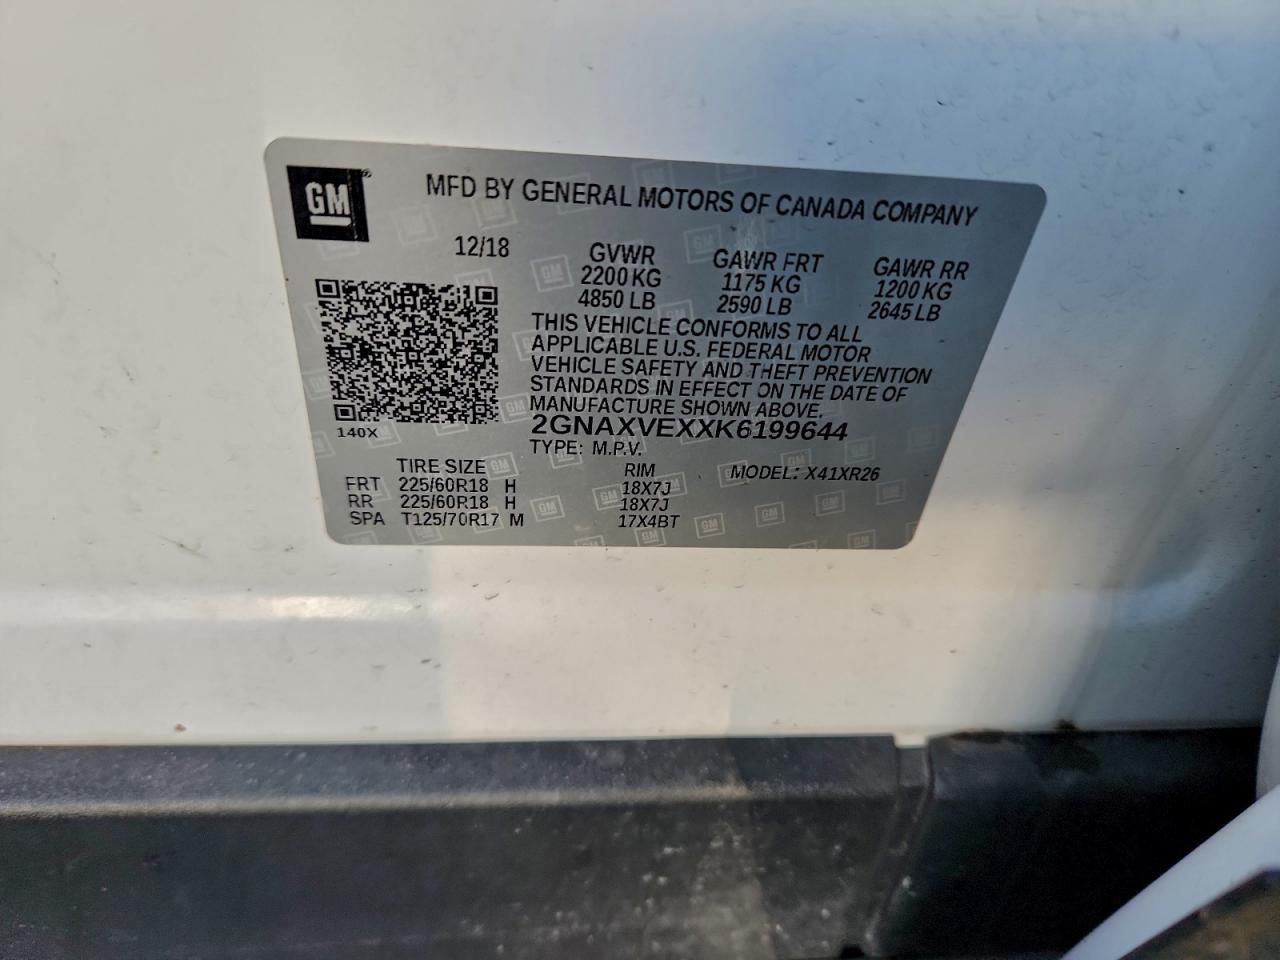 GM
MFD BY GENERAL MOTORS OF CANADA COMPANY
12/18 GVWR GAWR FRT GAWR RR
2200 KG 1175 KG 1200 KG
4850 LB 2590 LB 2645 LB
THIS VEHICLE CONFORMS TO ALL
APPLICABLE U.S. FEDERAL MOTOR
VEHICLE SAFETY AND THEFT PREVENTION
STANDARDS IN EFFECT ON THE DATE OF
MANUFACTURE SHOWN ABOVE.
140X
2GNAXVEXXK6199644
TYPE: M.P.V.
TIRE SIZE RIM MODEL: X41XR26
FRT 225/60R18 H 18X7J
RR 225/60R18 H 18X7J
SPA T125/70R17 M 17X4BT